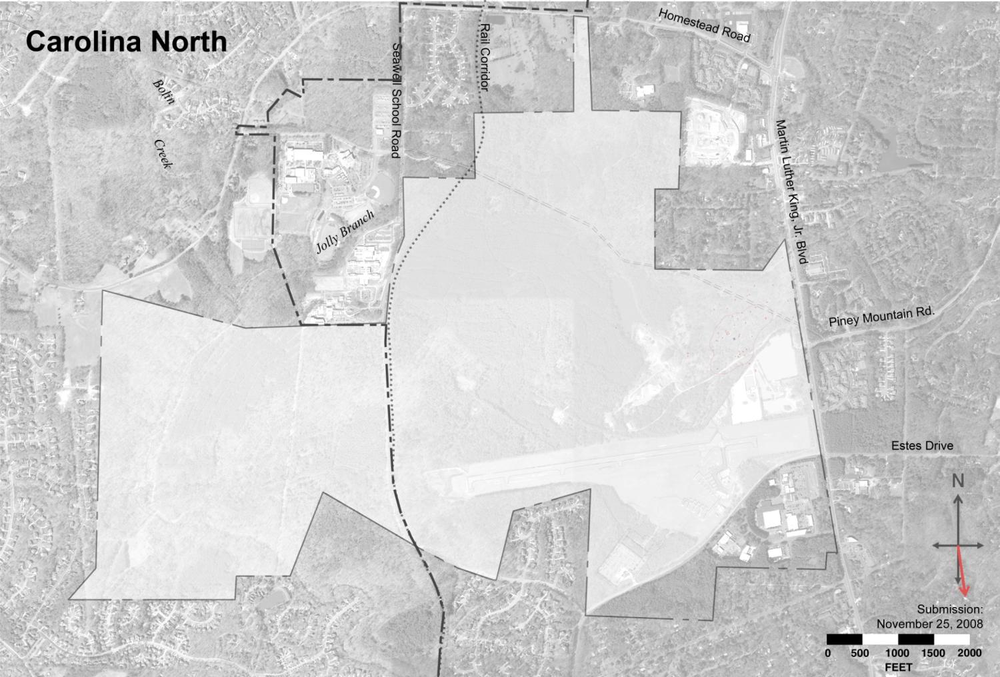 Carolina North
Homestead Road
Rail Corridor
Seawell School Road
Bolin
Creek
Martin Luther King, Jr. Blvd
Jolly Branch
Piney Mountain Rd.
Estes Drive
N
Submission:
November 25, 2008
0 500 1000 1500 2000
FEET